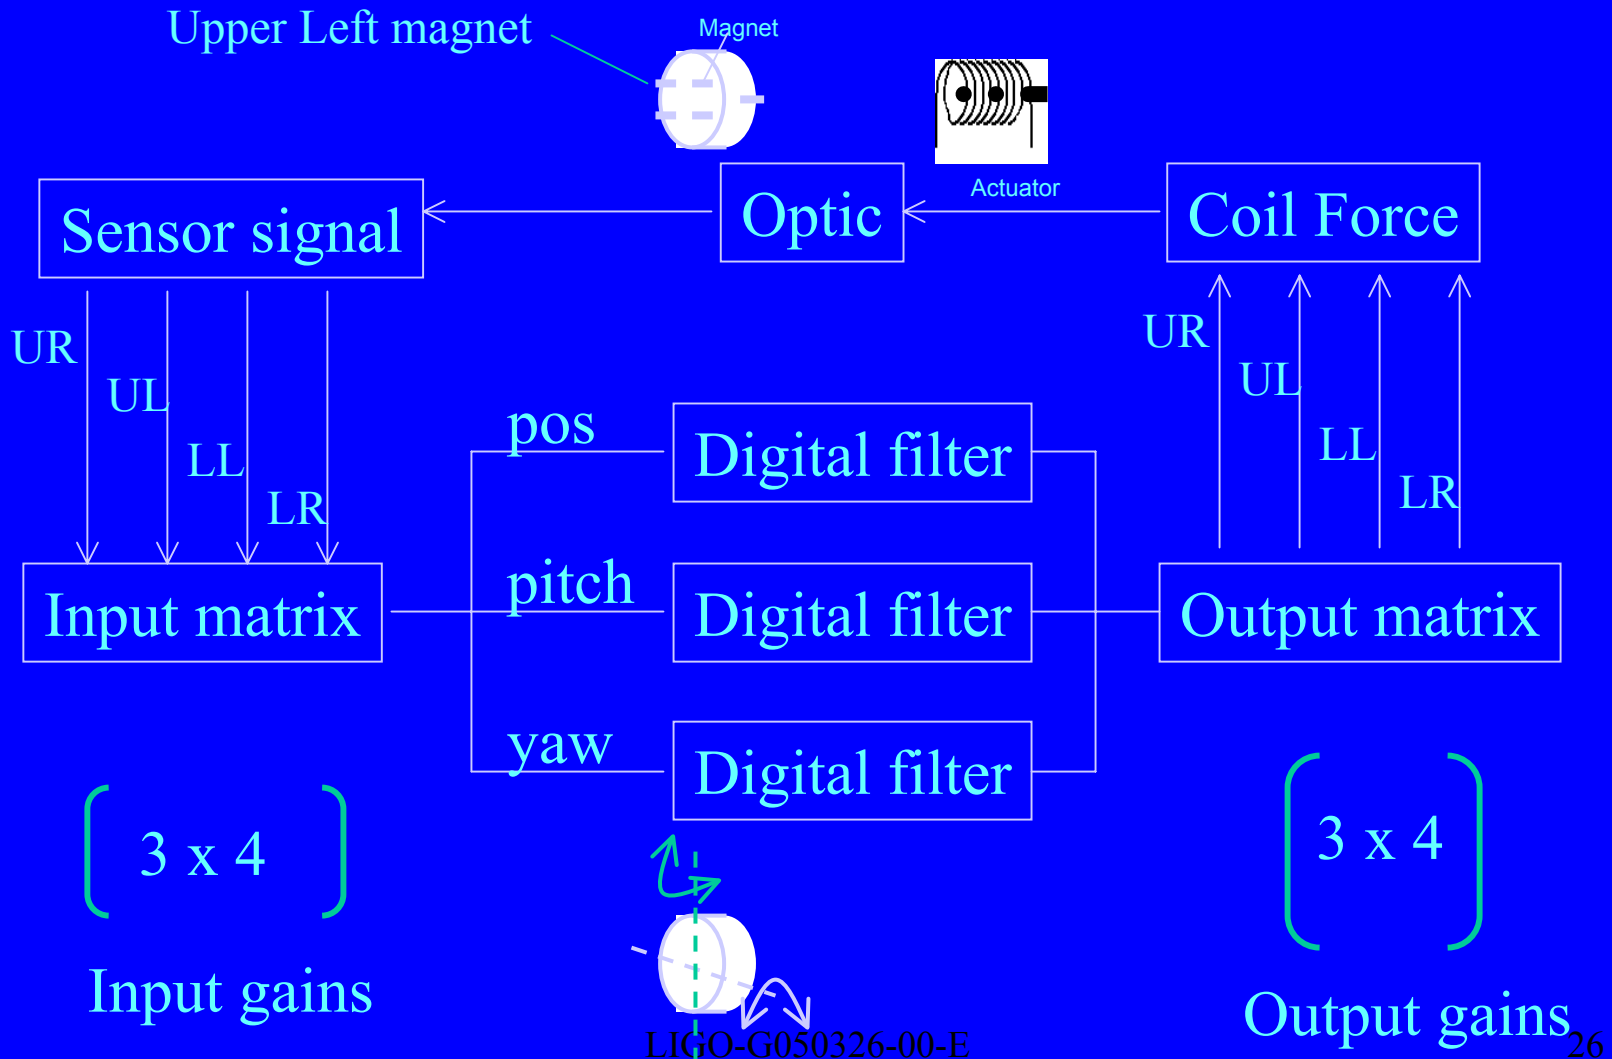 Upper Left magnet
Magnet
Actuator
Sensor signal
Optic
Coil Force
UR
UL
LL
LR
UR
UL
LL
LR
pos
Digital filter
pitch
Digital filter
yaw
Digital filter
Input matrix
Output matrix
3 x 4
3 x 4
Input gains
Output gains
LIGO-G050326-00-E
26